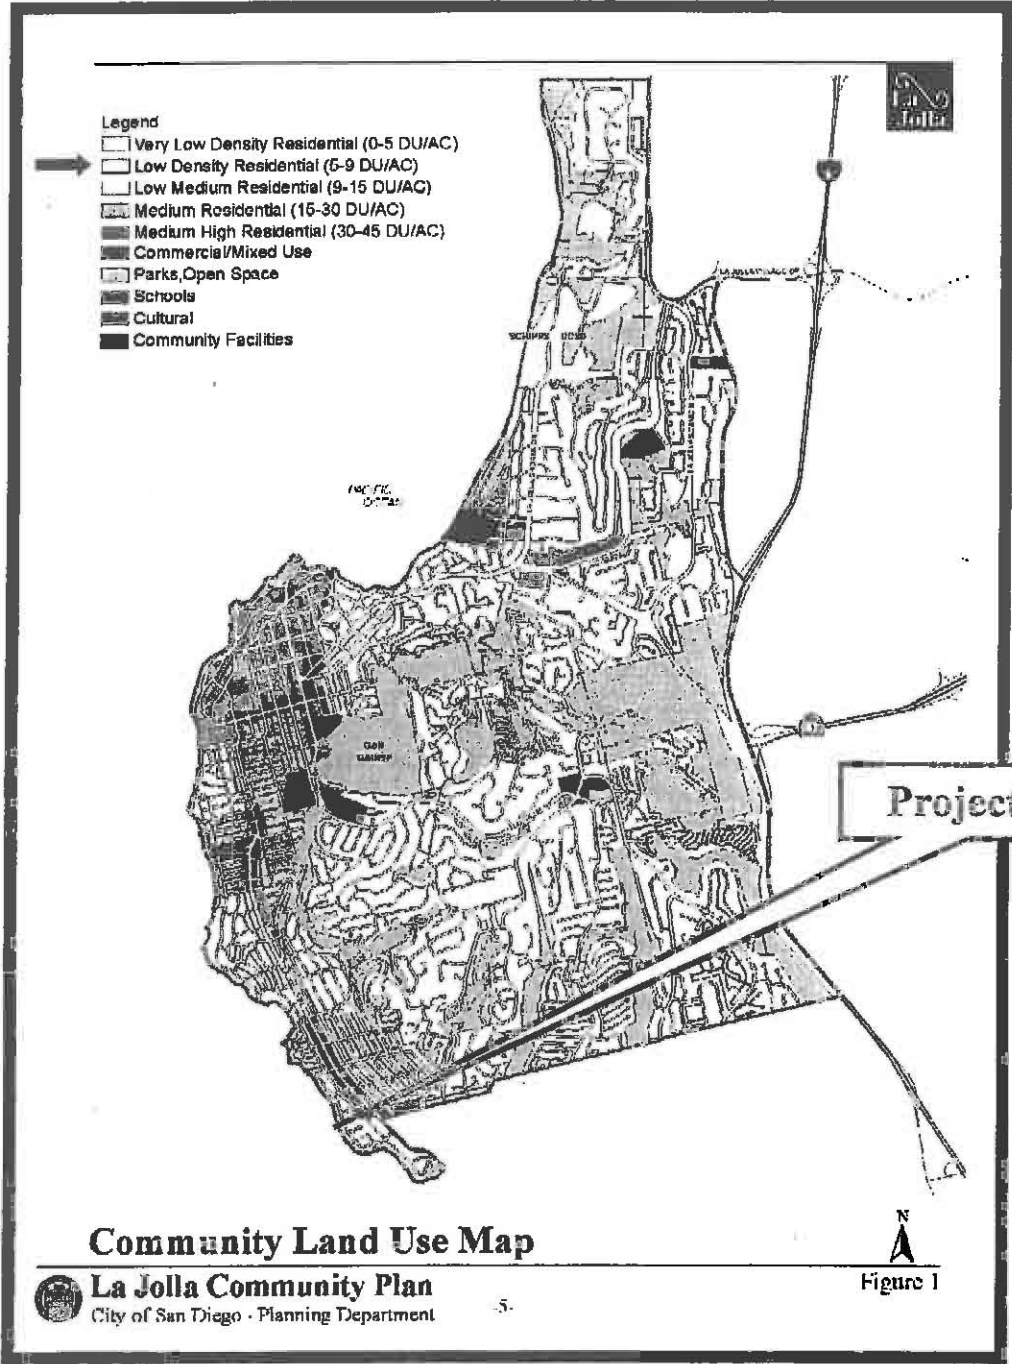 La Jolla
Legend
Very Low Density Residential (0-5 DU/AC)
Low Density Residential (5-9 DU/AC)
Low Medium Residential (9-15 DU/AC)
Medium Residential (15-30 DU/AC)
Medium High Residential (30-45 DU/AC)
Commercial/Mixed Use
Parks,Open Space
Schools
Cultural
Community Facilities
PACIFIC
OCEAN
Project
Community Land Use Map
N
La Jolla Community Plan
City of San Diego - Planning Department
-5-
Figure 1